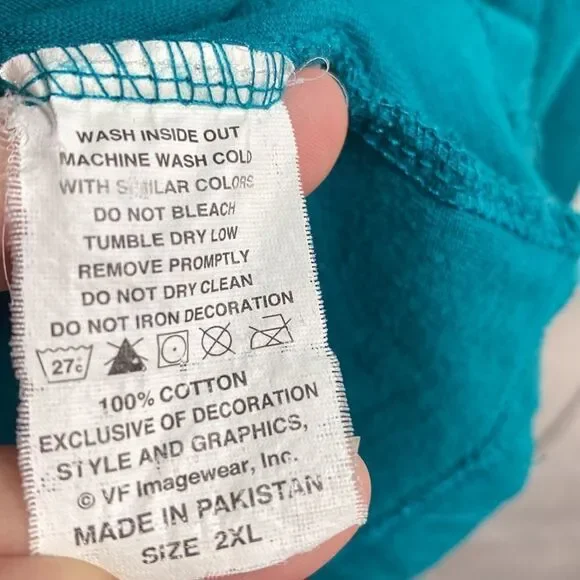 WASH INSIDE OUT
MACHINE WASH COLD
WITH SIMILAR COLORS
DO NOT BLEACH
TUMBLE DRY LOW
REMOVE PROMPTLY
DO NOT DRY CLEAN
DO NOT IRON DECORATION
27c
100% COTTON
EXCLUSIVE OF DECORATION
STYLE AND GRAPHICS,
© VF Imagewear, Inc.
MADE IN PAKISTAN
SIZE 2XL